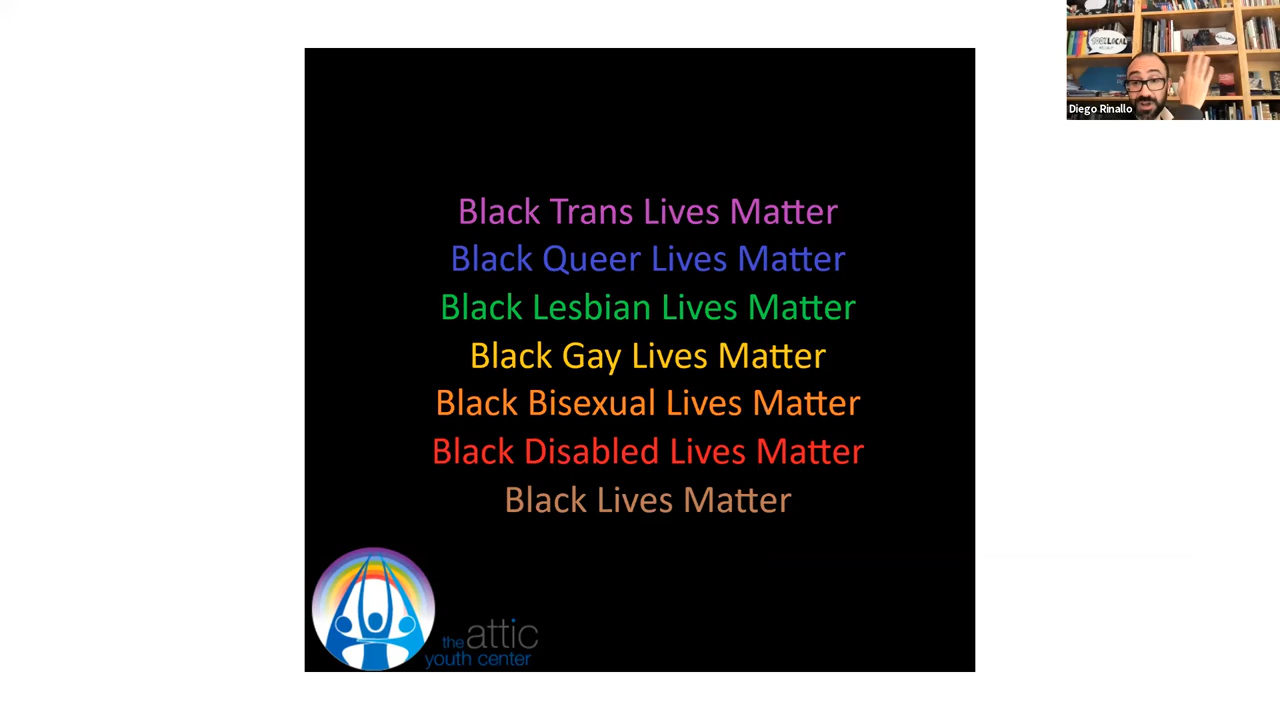 Black Trans Lives Matter
Black Queer Lives Matter
Black Lesbian Lives Matter
Black Gay Lives Matter
Black Bisexual Lives Matter
Black Disabled Lives Matter
Black Lives Matter
the attic
youth center
Diego Rinallo